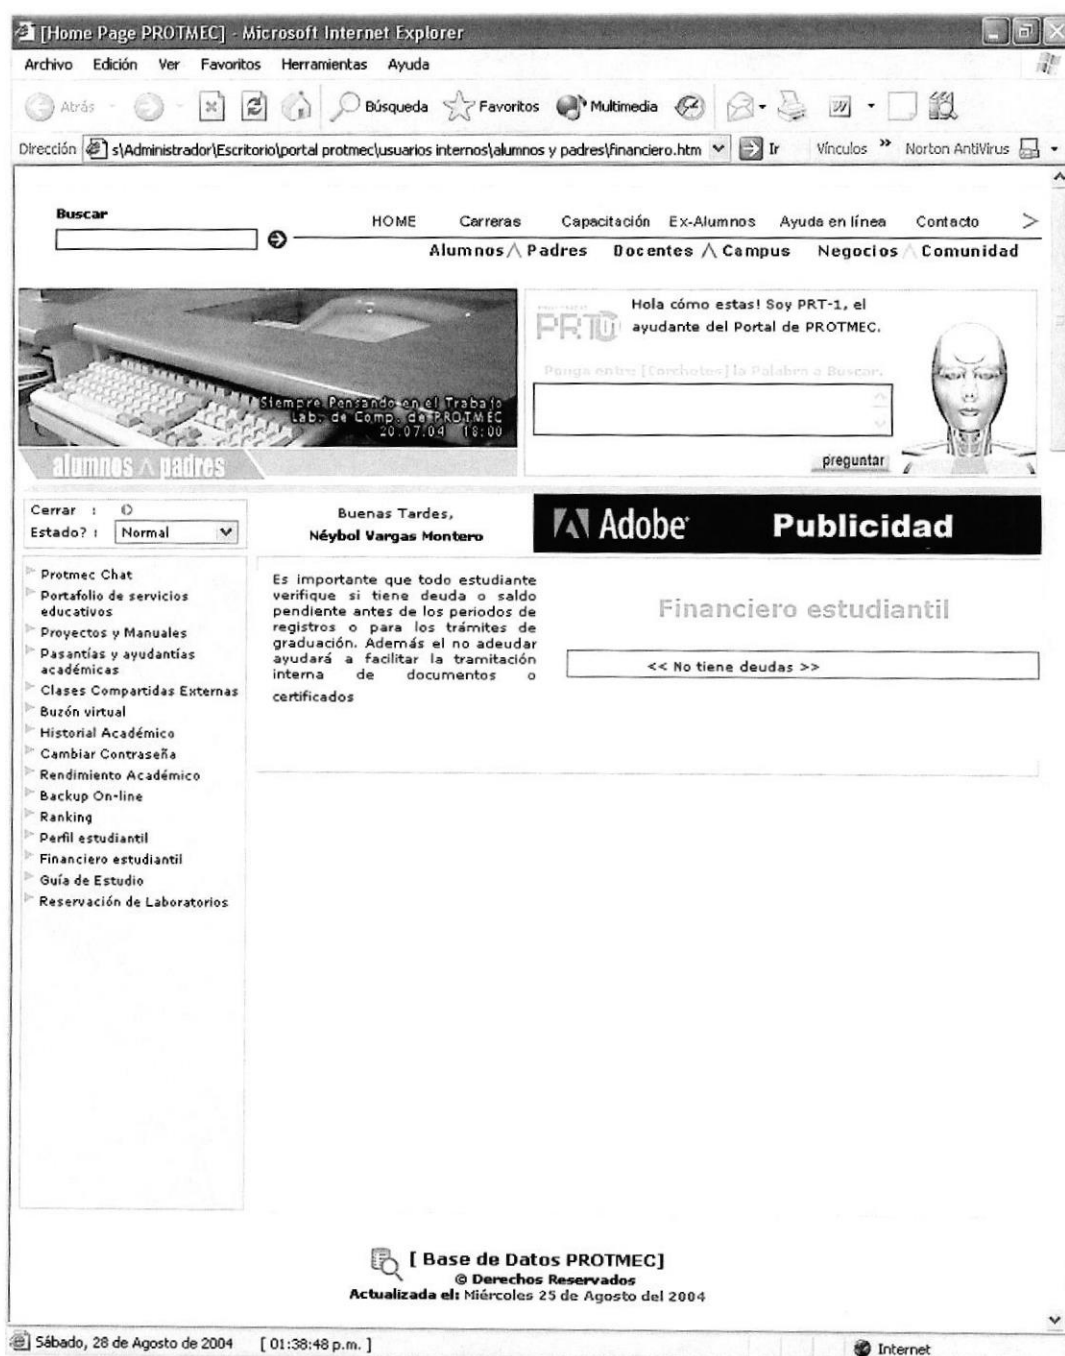 [Home Page PROTMEC] - Microsoft Internet Explorer
Archivo Edición Ver Favoritos Herramientas Ayuda
Atrás Búsqueda Favoritos Multimedia
Dirección s\Administrador\Escritorio\portal protmec\usuarios internos\alumnos y padres\financiero.htm Ir Vínculos » Norton AntiVirus
Buscar
HOME Carreras Capacitación Ex-Alumnos Ayuda en línea Contacto >
Alumnos Padres Docentes Campus Negocios Comunidad
Siempre Pensando en el Trabajo
Lab. de Comp. de PROTMEC
20.07.04 18:00
alumnos padres
Hola cómo estas! Soy PRT-1, el
ayudante del Portal de PROTMEC.
Ponga entre [Corchetes] la Palabra a Buscar.
preguntar
Cerrar :
Estado? : Normal
Buenas Tardes,
Néybol Vargas Montero
Adobe Publicidad
Protmec Chat
Portafolio de servicios
educativos
Proyectos y Manuales
Pasantías y ayudantías
académicas
Clases Compartidas Externas
Buzón virtual
Historial Académico
Cambiar Contraseña
Rendimiento Académico
Backup On-line
Ranking
Perfil estudiantil
Financiero estudiantil
Guía de Estudio
Reservación de Laboratorios
Es importante que todo estudiante
verifique si tiene deuda o saldo
pendiente antes de los periodos de
registros o para los trámites de
graduación. Además el no adeudar
ayudará a facilitar la tramitación
interna de documentos o
certificados
Financiero estudiantil
<< No tiene deudas >>
[ Base de Datos PROTMEC]
© Derechos Reservados
Actualizada el: Miércoles 25 de Agosto del 2004
Sábado, 28 de Agosto de 2004 [ 01:38:48 p.m. ]
Internet